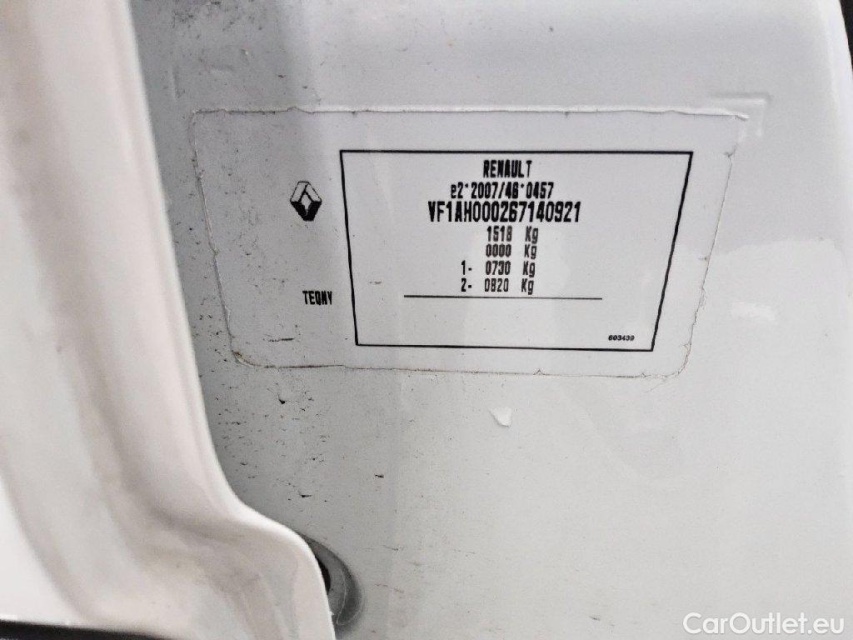 RENAULT
e2*2007/46*0457
VF1AH000267140921
1518 Kg
0000 Kg
1- 0730 Kg
2- 0820 Kg
TEQNY
603439
CarOutlet.eu